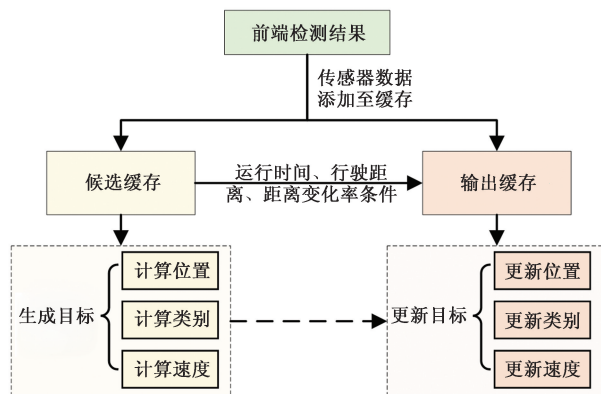 前端检测结果
传感器数据
添加至缓存
候选缓存
运行时间、行驶距
离、距离变化率条件
输出缓存
生成目标
计算位置
计算类别
计算速度
更新目标
更新位置
更新类别
更新速度